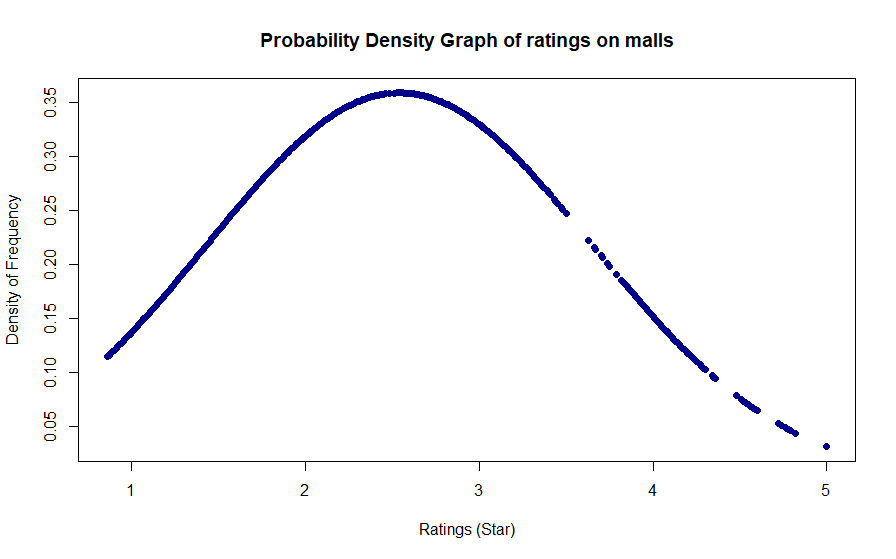 Probability Density Graph of ratings on malls
Density of Frequency
0.35
0.30
0.25
0.20
0.15
0.10
0.05
1 2 3 4 5
Ratings (Star)